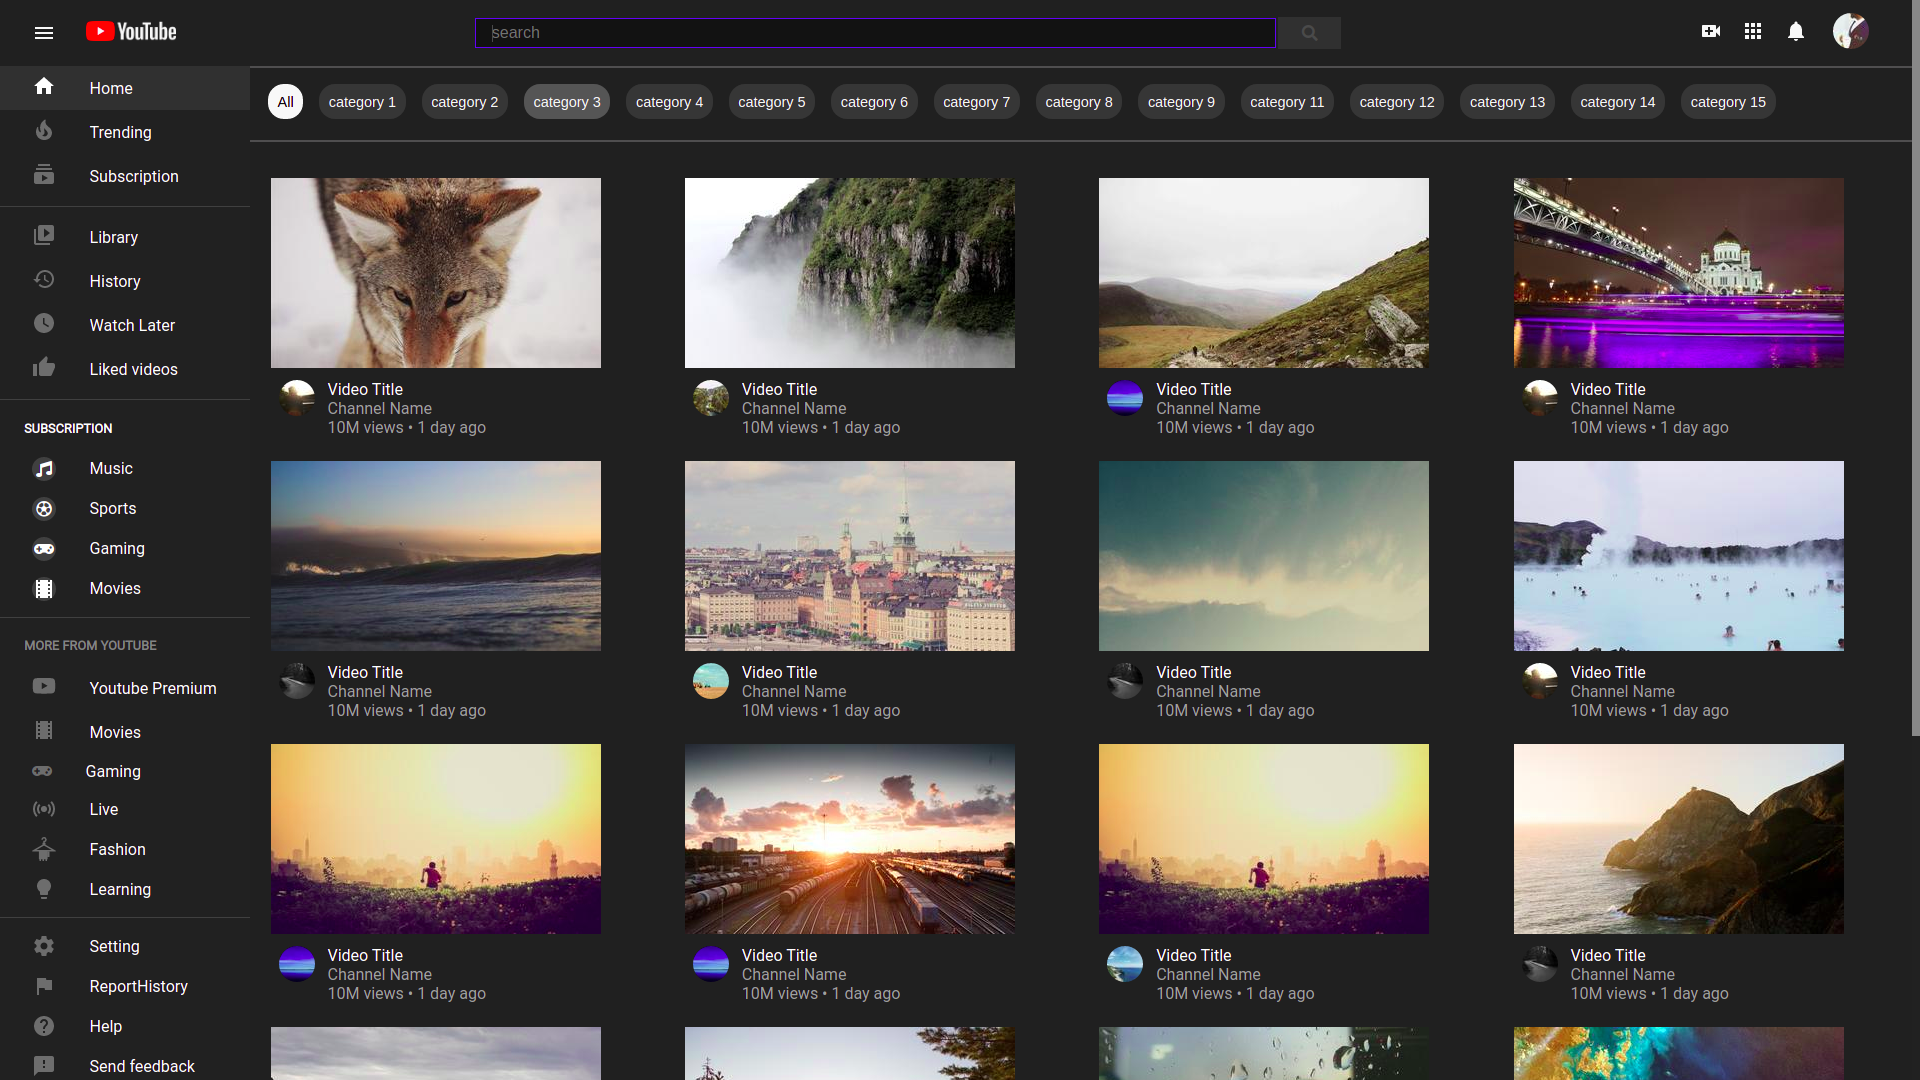 YouTube
search
Home
Trending
Subscription
Library
History
Watch Later
Liked videos
SUBSCRIPTION
Music
Sports
Gaming
Movies
MORE FROM YOUTUBE
Youtube Premium
Movies
Gaming
Live
Fashion
Learning
Setting
ReportHistory
Help
Send feedback
All category 1 category 2 category 3 category 4 category 5 category 6 category 7 category 8 category 9 category 11 category 12 category 13 category 14 category 15
Video Title
Channel Name
10M views • 1 day ago
Video Title
Channel Name
10M views • 1 day ago
Video Title
Channel Name
10M views • 1 day ago
Video Title
Channel Name
10M views • 1 day ago
Video Title
Channel Name
10M views • 1 day ago
Video Title
Channel Name
10M views • 1 day ago
Video Title
Channel Name
10M views • 1 day ago
Video Title
Channel Name
10M views • 1 day ago
Video Title
Channel Name
10M views • 1 day ago
Video Title
Channel Name
10M views • 1 day ago
Video Title
Channel Name
10M views • 1 day ago
Video Title
Channel Name
10M views • 1 day ago